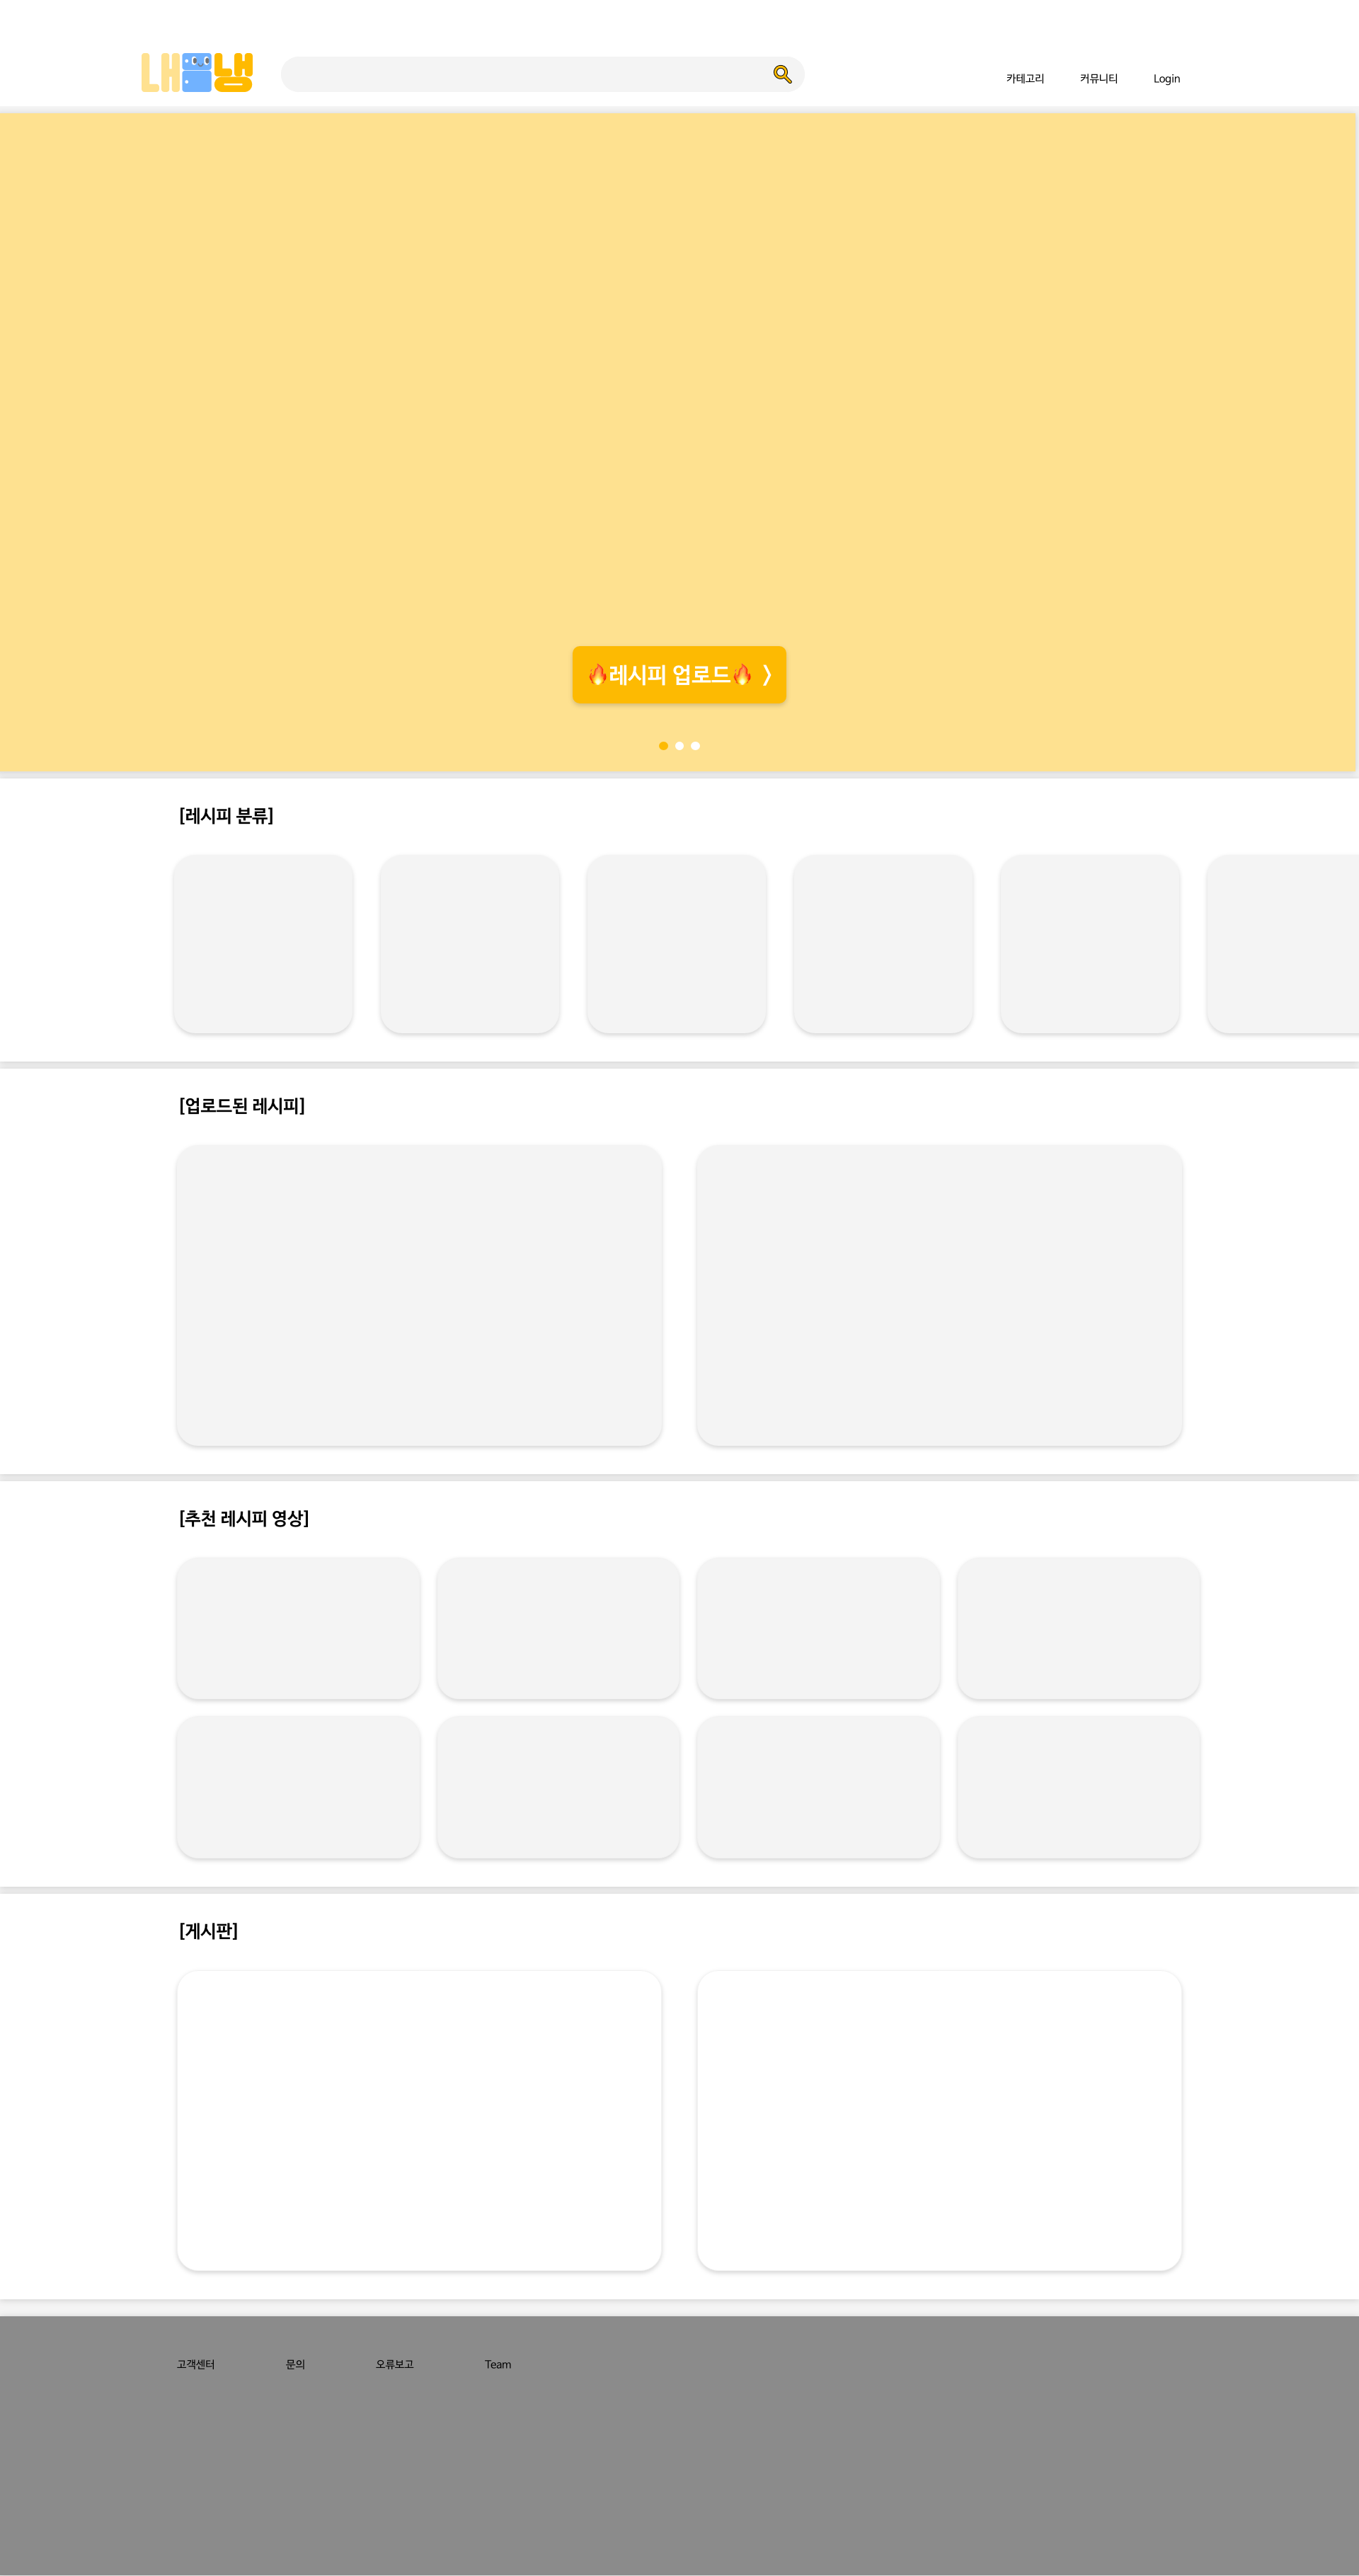 내 냉
카테고리 커뮤니티 Login
🔥레시피 업로드🔥 〉
[레시피 분류]
[업로드된 레시피]
[추천 레시피 영상]
[게시판]
고객센터 문의 오류보고 Team